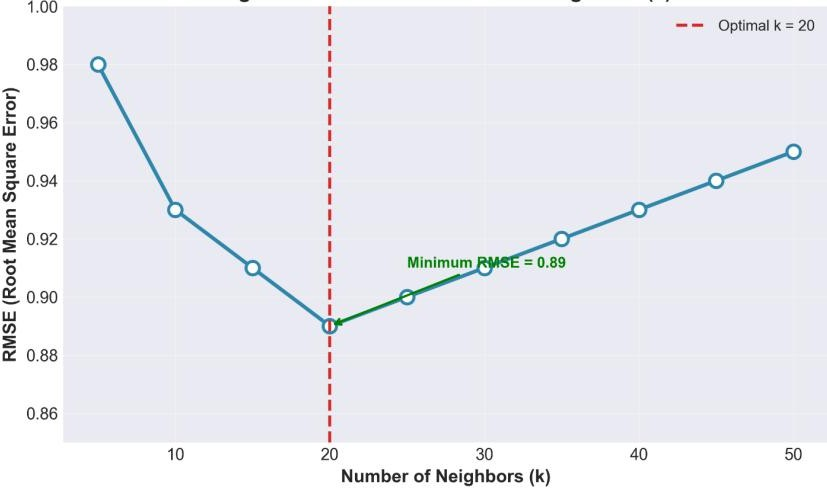 1.00
Optimal k = 20
0.98
0.96
0.94
0.92
Minimum RMSE = 0.89
0.90
0.88
0.86
RMSE (Root Mean Square Error)
10 20 30 40 50
Number of Neighbors (k)